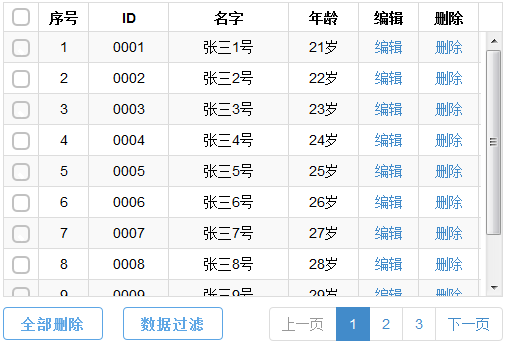 序号 ID 名字 年龄 编辑 删除
1 0001 张三1号 21岁 编辑 删除
2 0002 张三2号 22岁 编辑 删除
3 0003 张三3号 23岁 编辑 删除
4 0004 张三4号 24岁 编辑 删除
5 0005 张三5号 25岁 编辑 删除
6 0006 张三6号 26岁 编辑 删除
7 0007 张三7号 27岁 编辑 删除
8 0008 张三8号 28岁 编辑 删除
9 0009 张三9号 29岁 编辑 删除
全部删除 数据过滤 上一页 1 2 3 下一页